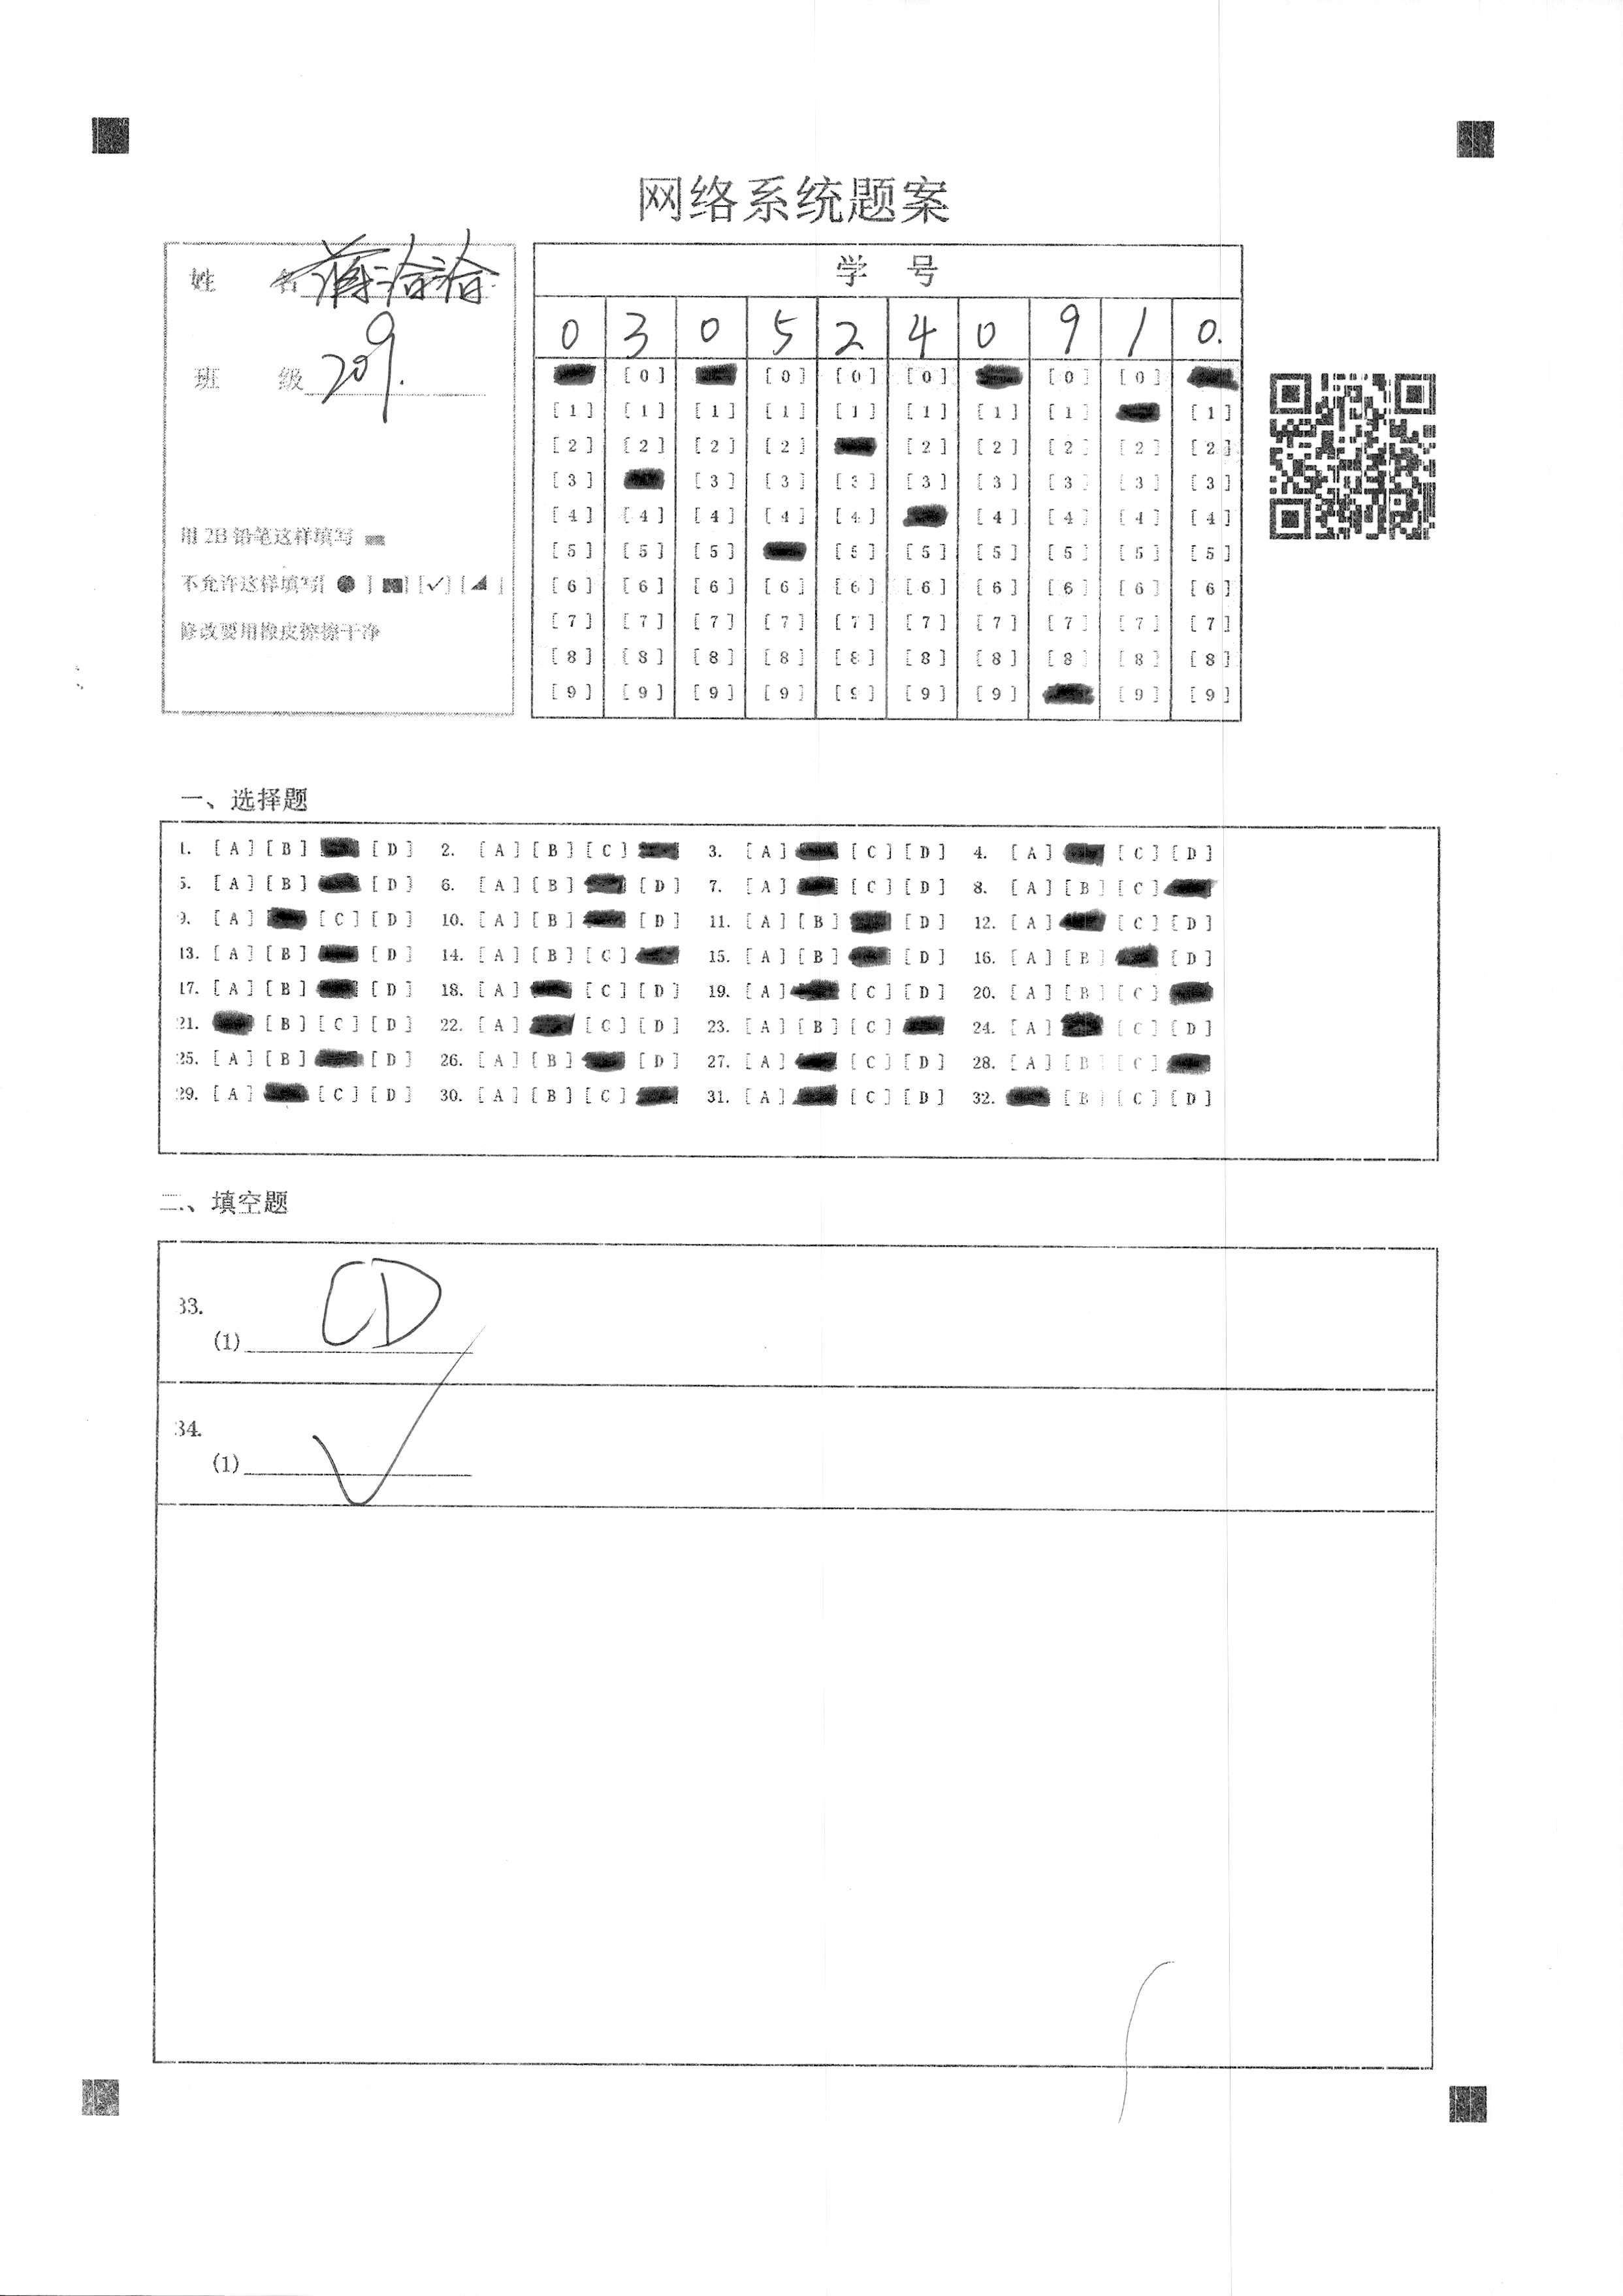 网络系统题案
姓 名
班 级 209.
用2B铅笔这样填写
不允许这样填写[●] [■] [✓] [◢]
修改要用橡皮擦擦干净
学 号
0 3 0 5 2 4 0 9 1 0.
[0] [0] [0] [0] [0] [0]
[1] [1] [1] [1] [1] [1] [1] [1] [1]
[2] [2] [2] [2] [2] [2] [2] [2] [2]
[3] [3] [3] [3] [3] [3] [3] [3] [3]
[4] [4] [4] [4] [4] [4] [4] [4] [4]
[5] [5] [5] [5] [5] [5] [5] [5] [5]
[6] [6] [6] [6] [6] [6] [6] [6] [6] [6]
[7] [7] [7] [7] [7] [7] [7] [7] [7] [7]
[8] [8] [8] [8] [8] [8] [8] [8] [8] [8]
[9] [9] [9] [9] [9] [9] [9] [9] [9]
一、选择题
1. [A] [B] [D] 2. [A] [B] [C] 3. [A] [C] [D] 4. [A] [C] [D]
5. [A] [B] [D] 6. [A] [B] [D] 7. [A] [C] [D] 8. [A] [B] [C]
9. [A] [C] [D] 10. [A] [B] [D] 11. [A] [B] [D] 12. [A] [C] [D]
13. [A] [B] [D] 14. [A] [B] [C] 15. [A] [B] [D] 16. [A] [B] [D]
17. [A] [B] [D] 18. [A] [C] [D] 19. [A] [C] [D] 20. [A] [B] [C]
21. [B] [C] [D] 22. [A] [C] [D] 23. [A] [B] [C] 24. [A] [C] [D]
25. [A] [B] [D] 26. [A] [B] [D] 27. [A] [C] [D] 28. [A] [B] [C]
29. [A] [C] [D] 30. [A] [B] [C] 31. [A] [C] [D] 32. [B] [C] [D]
二、填空题
33.
(1) CD
34.
(1) ✓